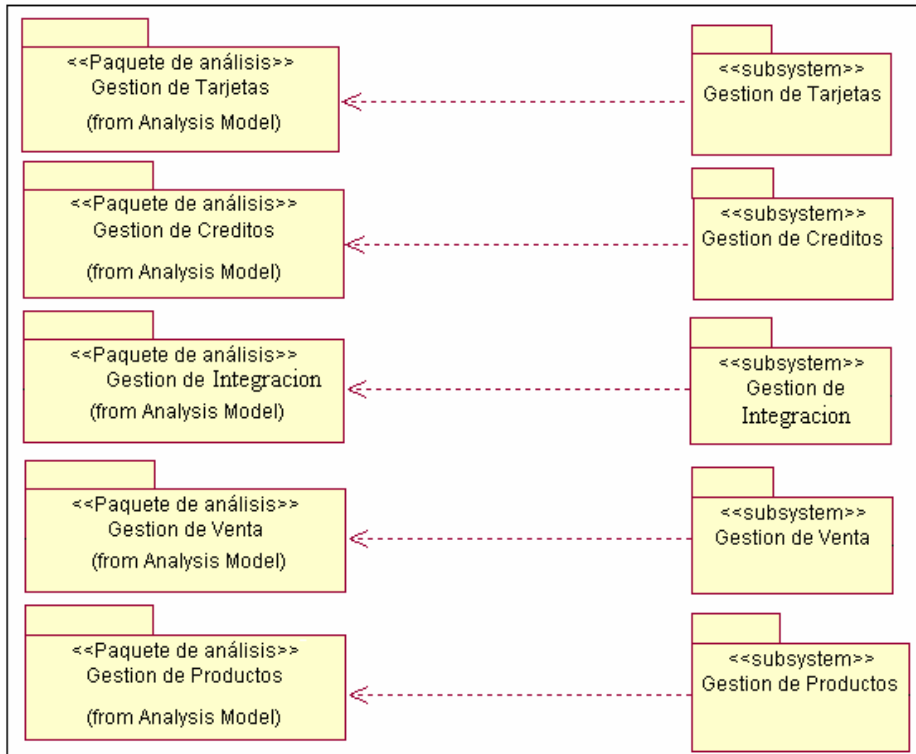 <<Paquete de análisis>>
Gestion de Tarjetas
(from Analysis Model)
<<subsystem>>
Gestion de Tarjetas
<<Paquete de análisis>>
Gestion de Creditos
(from Analysis Model)
<<subsystem>>
Gestion de Creditos
<<Paquete de análisis>>
Gestion de Integracion
(from Analysis Model)
<<subsystem>>
Gestion de
Integracion
<<Paquete de análisis>>
Gestion de Venta
(from Analysis Model)
<<subsystem>>
Gestion de Venta
<<Paquete de análisis>>
Gestion de Productos
(from Analysis Model)
<<subsystem>>
Gestion de Productos